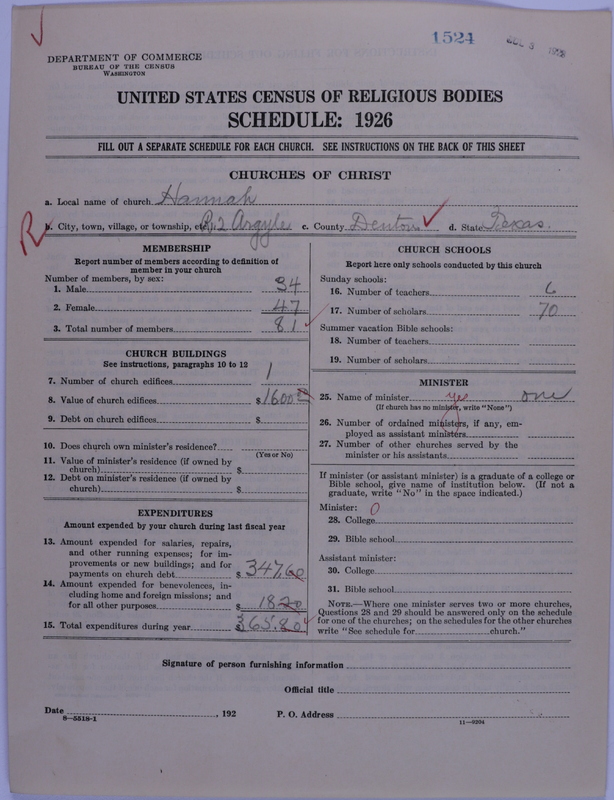 1524
DEPARTMENT OF COMMERCE
BUREAU OF THE CENSUS
WASHINGTON
UNITED STATES CENSUS OF RELIGIOUS BODIES
SCHEDULE: 1926
FILL OUT A SEPARATE SCHEDULE FOR EACH CHURCH. SEE INSTRUCTIONS ON THE BACK OF THIS SHEET
CHURCHES OF CHRIST
a. Local name of church Hannah
R b. City, town, village, or township, etc. R. 2 Argyle c. County Denton d. State Texas.
MEMBERSHIP
Report number of members according to definition of
member in your church
Number of members, by sex:
1. Male 34
2. Female 47
3. Total number of members 81
CHURCH BUILDINGS
See instructions, paragraphs 10 to 12
7. Number of church edifices 1
8. Value of church edifices $1600
9. Debt on church edifices $
10. Does church own minister's residence?
(Yes or No)
11. Value of minister's residence (if owned by
church) $
12. Debt on minister's residence (if owned by
church) $
EXPENDITURES
Amount expended by your church during last fiscal year
13. Amount expended for salaries, repairs,
and other running expenses; for im-
provements or new buildings; and for
payments on church debt $347.60
14. Amount expended for benevolences, in-
cluding home and foreign missions; and
for all other purposes $1820
15. Total expenditures during year $365.80
CHURCH SCHOOLS
Report here only schools conducted by this church
Sunday schools:
16. Number of teachers 6
17. Number of scholars 70
Summer vacation Bible schools:
18. Number of teachers
19. Number of scholars
MINISTER
25. Name of minister yes one
(If church has no minister, write "None")
26. Number of ordained ministers, if any, em-
ployed as assistant ministers
27. Number of other churches served by the
minister or his assistants
If minister (or assistant minister) is a graduate of a college or
Bible school, give name of institution below. (If not a
graduate, write "No" in the space indicated.)
Minister: 0
28. College
29. Bible school
Assistant minister:
30. College
31. Bible school
NOTE.—Where one minister serves two or more churches,
Questions 28 and 29 should be answered only on the schedule
for one of the churches; on the schedules for the other churches
write "See schedule for church."
Signature of person furnishing information
Official title
Date , 192 P. O. Address
8—5518-1 11—9204